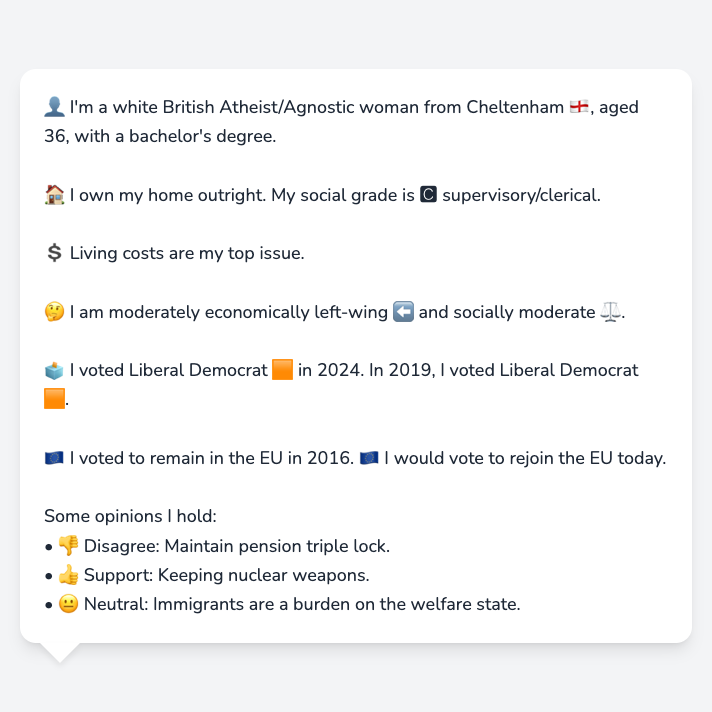 👤 I'm a white British Atheist/Agnostic woman from Cheltenham 🏴󠁧󠁢󠁥󠁮󠁧󠁿, aged
36, with a bachelor's degree.
🏠 I own my home outright. My social grade is 🅲 supervisory/clerical.
💲 Living costs are my top issue.
🤔 I am moderately economically left-wing ⬅️ and socially moderate ⚖️.
🗳️ I voted Liberal Democrat 🟧 in 2024. In 2019, I voted Liberal Democrat
🟧.
🇪🇺 I voted to remain in the EU in 2016. 🇪🇺 I would vote to rejoin the EU today.
Some opinions I hold:
• 👎 Disagree: Maintain pension triple lock.
• 👍 Support: Keeping nuclear weapons.
• 😐 Neutral: Immigrants are a burden on the welfare state.